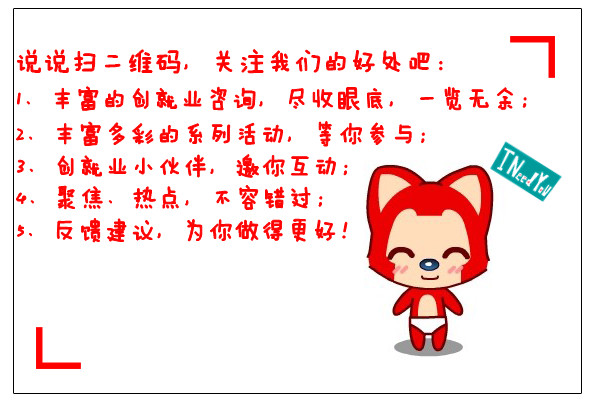 说说扫二维码，关注我们的好处吧：
1、丰富的创就业咨询，尽收眼底，一览无余；
2、丰富多彩的系列活动，等你参与；
3、创就业小伙伴，邀你互动；
4、聚焦、热点，不容错过；
5、反馈建议，为你做得更好！
I Need You